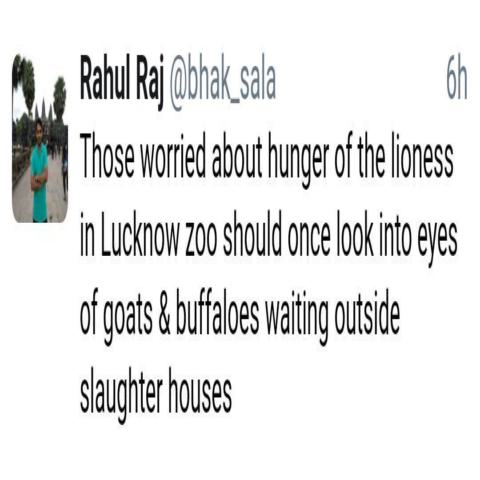 Rahul Raj @bhak_sala 6h
Those worried about hunger of the lioness
in Lucknow zoo should once look into eyes
of goats & buffaloes waiting outside
slaughter houses